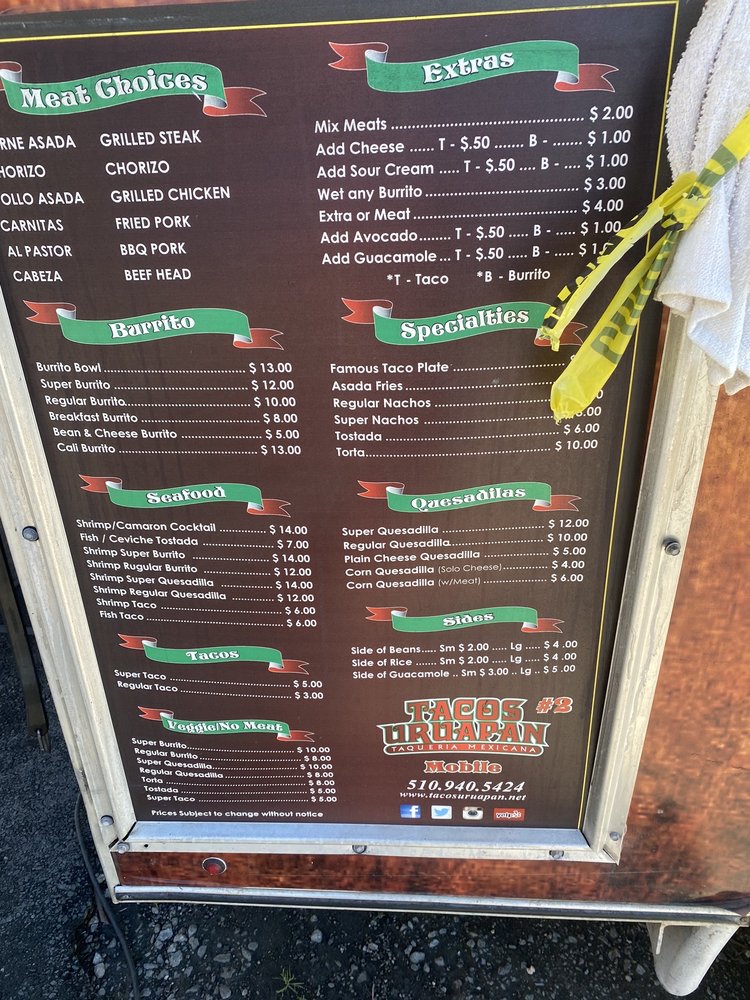 Meat Choices
RNE ASADA GRILLED STEAK
HORIZO CHORIZO
OLLO ASADA GRILLED CHICKEN
CARNITAS FRIED PORK
AL PASTOR BBQ PORK
CABEZA BEEF HEAD
Extras
Mix Meats ........ $ 2.00
Add Cheese ...... T - $.50 ...... B - ....... $ 1.00
Add Sour Cream ..... T - $.50 .... B - .... $ 1.00
Wet any Burrito ........ $ 3.00
Extra or Meat ........ $ 4.00
Add Avocado........ T - $.50 .. B - ..... $ 1.00
Add Guacamole... T - $.50 ..... B - ..... $ 1.
*T - Taco *B - Burrito
Burrito
Burrito Bowl........ $ 13.00
Super Burrito ........ $ 12.00
Regular Burrito........ $ 10.00
Breakfast Burrito ........ $ 8.00
Bean & Cheese Burrito ........ $ 5.00
Cali Burrito ........ $ 13.00
Specialties
Famous Taco Plate ........
Asada Fries........
Regular Nachos ........ 0
Super Nachos ........ .00
Tostada ........ $ 6.00
Torta........ $ 10.00
Seafood
Shrimp/Camaron Cocktail ........ $ 14.00
Fish / Ceviche Tostada ........ $ 7.00
Shrimp Super Burrito ........ $ 14.00
Shrimp Rugular Burrito ........ $ 12.00
Shrimp Super Quesadilla ........ $ 14.00
Shrimp Regular Quesadilla ........ $ 12.00
Shrimp Taco ........ $ 6.00
Fish Taco ........ $ 6.00
Quesadilas
Super Quesadilla ........ $ 12.00
Regular Quesadilla........ $ 10.00
Plain Cheese Quesadilla ........ $ 5.00
Corn Quesadilla (Solo Cheese)........ $ 4.00
Corn Quesadilla (w/Meat) ........ $ 6.00
Tacos
Super Taco ........ $ 5.00
Regular Taco ........ $ 3.00
Sides
Side of Beans..... Sm $ 2.00 ..... Lg .... $ 4 .00
Side of Rice ...... Sm $ 2.00 ... Lg .... $ 4 .00
Side of Guacamole .. Sm $ 3.00 .. Lg .. $ 5 .00
Veggie/No Meat
Super Burrito........ $ 10.00
Regular Burrito ........ $ 8.00
Super Quesadilla........ $ 10.00
Regular Quesadilla ........ $ 8.00
Torta ........ $ 8.00
Tostada ........ $ 5.00
Super Taco ........ $ 5.00
Prices Subject to change without notice
TACOS #2
URUAPAN
TAQUERIA MEXICANA
Mobile
510.940.5424
www.tacosuruapan.net
yelp